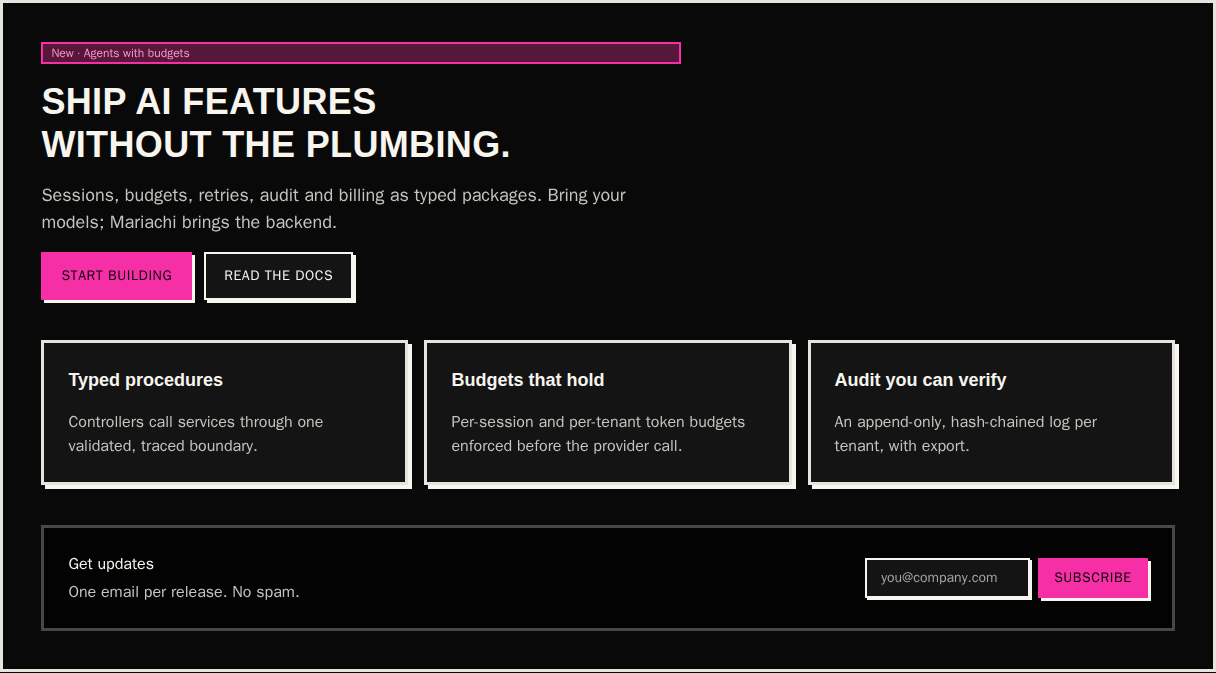 New · Agents with budgets
SHIP AI FEATURES
WITHOUT THE PLUMBING.
Sessions, budgets, retries, audit and billing as typed packages. Bring your
models; Mariachi brings the backend.
START BUILDING
READ THE DOCS
Typed procedures
Controllers call services through one
validated, traced boundary.
Budgets that hold
Per-session and per-tenant token budgets
enforced before the provider call.
Audit you can verify
An append-only, hash-chained log per
tenant, with export.
Get updates
One email per release. No spam.
you@company.com
SUBSCRIBE